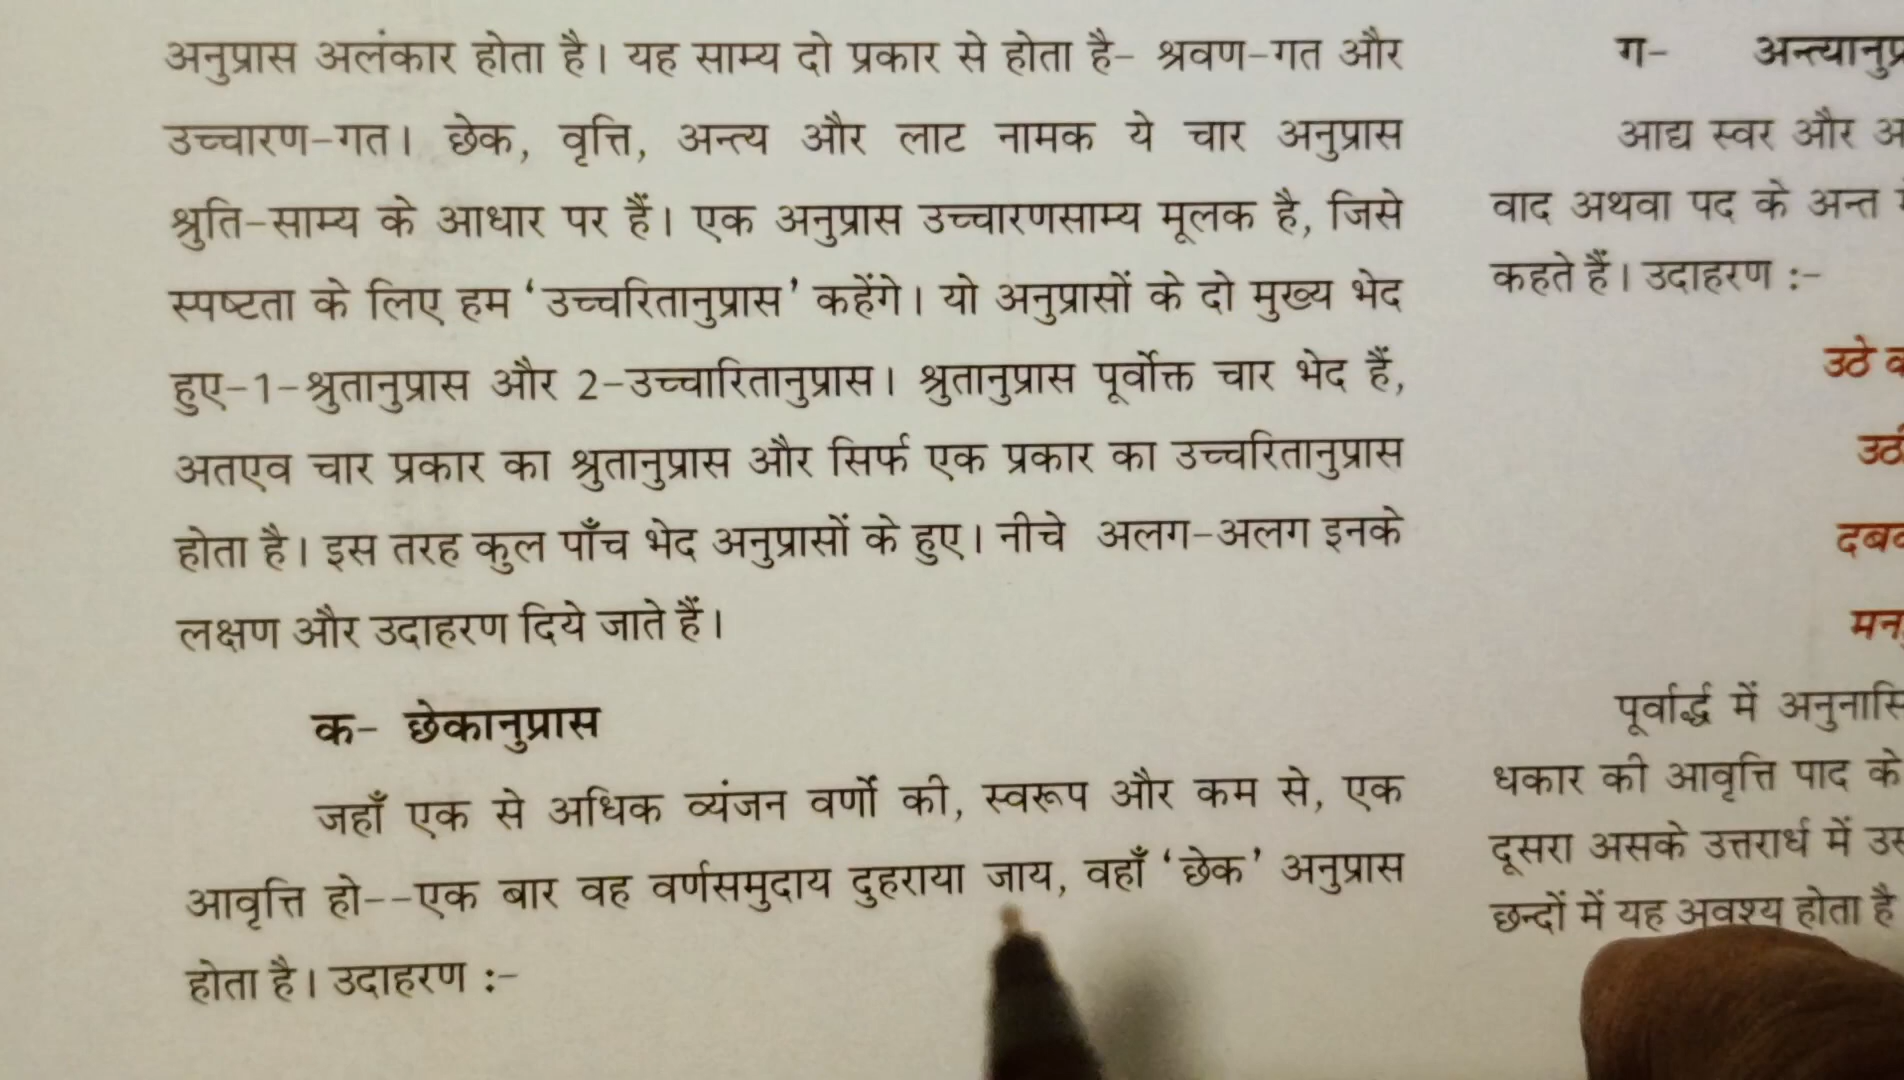 अनुप्रास अलंकार होता है। यह साम्य दो प्रकार से होता है- श्रवण-गत और
उच्चारण-गत। छेक, वृत्ति, अन्त्य और लाट नामक ये चार अनुप्रास
श्रुति-साम्य के आधार पर हैं। एक अनुप्रास उच्चारणसाम्य मूलक है, जिसे
स्पष्टता के लिए हम ‘उच्चरितानुप्रास’ कहेंगे। यो अनुप्रासों के दो मुख्य भेद
हुए-1-श्रुतानुप्रास और 2-उच्चारितानुप्रास। श्रुतानुप्रास पूर्वोक्त चार भेद हैं,
अतएव चार प्रकार का श्रुतानुप्रास और सिर्फ एक प्रकार का उच्चरितानुप्रास
होता है। इस तरह कुल पाँच भेद अनुप्रासों के हुए। नीचे अलग-अलग इनके
लक्षण और उदाहरण दिये जाते हैं।
क- छेकानुप्रास
जहाँ एक से अधिक व्यंजन वर्णो की, स्वरूप और कम से, एक
आवृत्ति हो--एक बार वह वर्णसमुदाय दुहराया जाय, वहाँ ‘छेक’ अनुप्रास
होता है। उदाहरण :-
ग-
आद्य स्वर और
वाद अथवा पद के अन्त
कहते हैं। उदाहरण :-
उठे
पूर्वार्द्ध में
धकार की आवृत्ति पाद के
दूसरा असके उत्तरार्ध में
छन्दों में यह अवश्य होता है